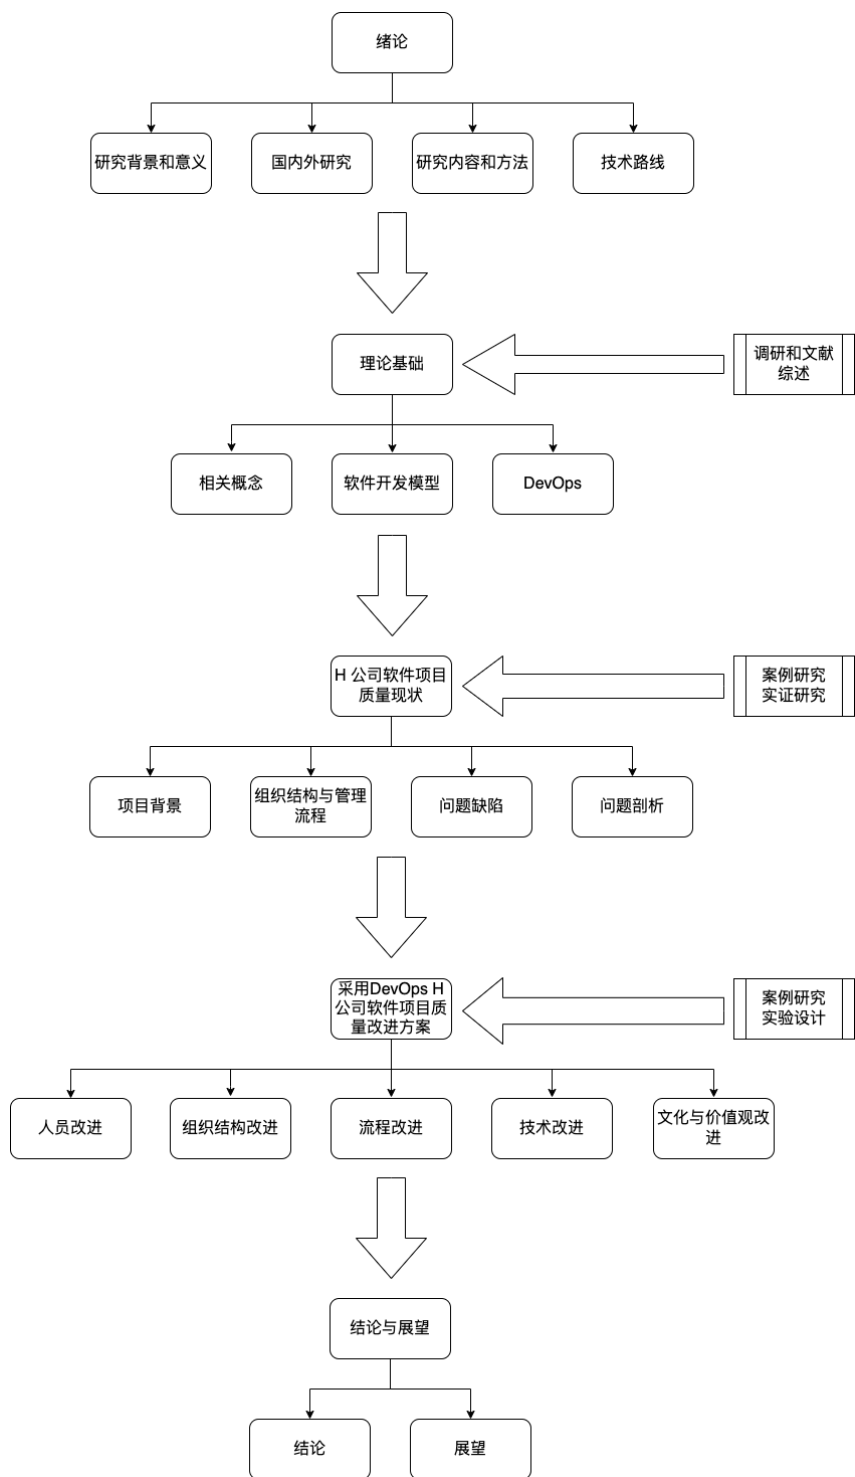 绪论
研究背景和意义
国内外研究
研究内容和方法
技术路线
理论基础
调研和文献
综述
相关概念
软件开发模型
DevOps
H 公司软件项目
质量现状
案例研究
实证研究
项目背景
组织结构与管理
流程
问题缺陷
问题剖析
采用DevOps H
公司软件项目质
量改进方案
案例研究
实验设计
人员改进
组织结构改进
流程改进
技术改进
文化与价值观改
进
结论与展望
结论
展望